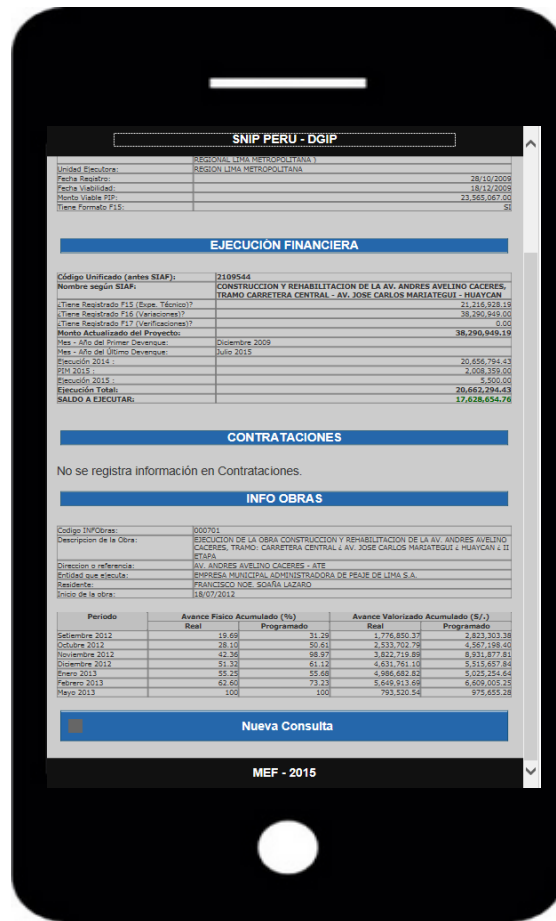 SNIP PERU - DGIP
REGIONAL LIMA METROPOLITANA )
Unidad Ejecutora: REGION LIMA METROPOLITANA
Fecha Registro: 28/10/2009
Fecha Viabilidad: 18/12/2009
Monto Viable PIP: 23,565,067.00
Tiene Formato F15: SI
EJECUCIÓN FINANCIERA
Código Unificado (antes SIAF): 2109544
Nombre según SIAF: CONSTRUCCION Y REHABILITACION DE LA AV. ANDRES AVELINO CACERES,
TRAMO CARRETERA CENTRAL - AV. JOSE CARLOS MARIATEGUI - HUAYCAN
¿Tiene Registrado F15 (Expe. Técnico)? 21,216,928.19
¿Tiene Registrado F16 (Variaciones)? 38,290,949.00
¿Tiene Registrado F17 (Verificaciones)? 0.00
Monto Actualizado del Proyecto: 38,290,949.19
Mes - Año del Primer Devengue: Diciembre 2009
Mes - Año del Último Devengue: Julio 2015
Ejecución 2014 : 20,656,794.43
PIM 2015 : 2,008,359.00
Ejecución 2015 : 5,500.00
Ejecución Total: 20,662,294.43
SALDO A EJECUTAR: 17,628,654.76
CONTRATACIONES
No se registra información en Contrataciones.
INFO OBRAS
Codigo INFObras: 000701
Descripcion de la Obra: EJECUCION DE LA OBRA CONSTRUCCION Y REHABILITACION DE LA AV. ANDRES AVELINO
CACERES, TRAMO: CARRETERA CENTRAL ¿ AV. JOSE CARLOS MARIATEGUI ¿ HUAYCAN ¿ II
ETAPA
Direccion o referencia: AV. ANDRES AVELINO CACERES - ATE
Entidad que ejecuta: EMPRESA MUNICIPAL ADMINISTRADORA DE PEAJE DE LIMA S.A.
Residente: FRANCISCO NOE. SOAÑA LAZARO
Inicio de la obra: 18/07/2012
Periodo Avance Fisico Acumulado (%) Avance Valorizado Acumulado (S/.)
Real Programado Real Programado
Setiembre 2012 19.69 31.29 1,776,850.37 2,823,303.38
Octubre 2012 28.10 50.61 2,533,702.79 4,567,198.40
Noviembre 2012 42.36 98.97 3,822,719.89 8,931,877.81
Diciembre 2012 51.32 61.12 4,631,761.10 5,515,657.84
Enero 2013 55.25 55.68 4,986,682.82 5,025,254.64
Febrero 2013 62.60 73.23 5,649,913.69 6,609,005.25
Mayo 2013 100 100 793,520.54 975,655.28
Nueva Consulta
MEF - 2015